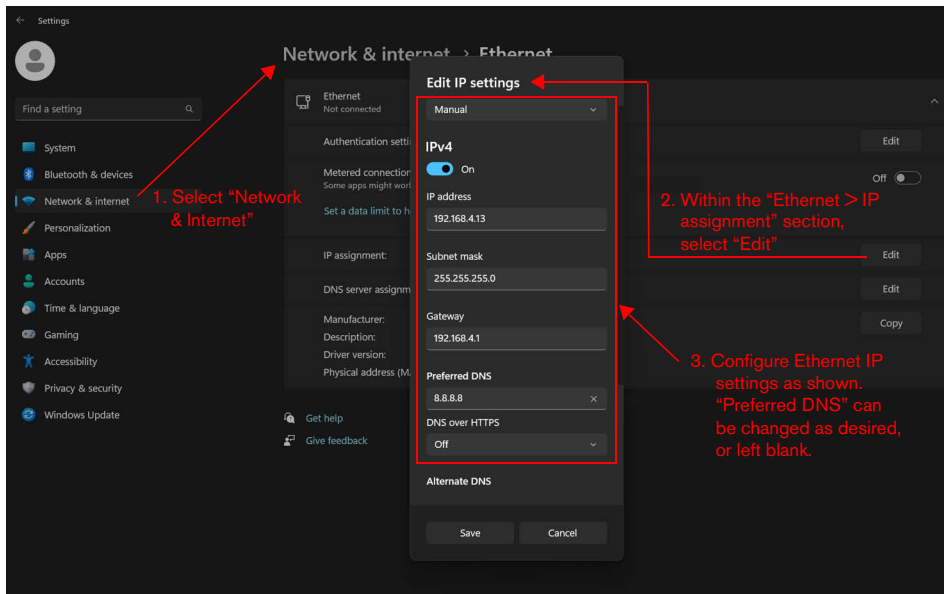 Settings
Network & internet > Ethernet
Find a setting
System
Bluetooth & devices
Network & internet
Personalization
Apps
Accounts
Time & language
Gaming
Accessibility
Privacy & security
Windows Update
1. Select “Network
& Internet”
Ethernet
Not connected
Authentication setti
Edit
Metered connection
Some apps might worl
Off
Set a data limit to h
IP assignment:
Edit
DNS server assignm
Edit
Manufacturer:
Copy
Description:
Driver version:
Physical address (M
Get help
Give feedback
Edit IP settings
Manual
IPv4
On
IP address
192.168.4.13
Subnet mask
255.255.255.0
Gateway
192.168.4.1
Preferred DNS
8.8.8.8
DNS over HTTPS
Off
Alternate DNS
Save
Cancel
2. Within the “Ethernet > IP
assignment” section,
select “Edit”
3. Configure Ethernet IP
settings as shown.
“Preferred DNS” can
be changed as desired,
or left blank.